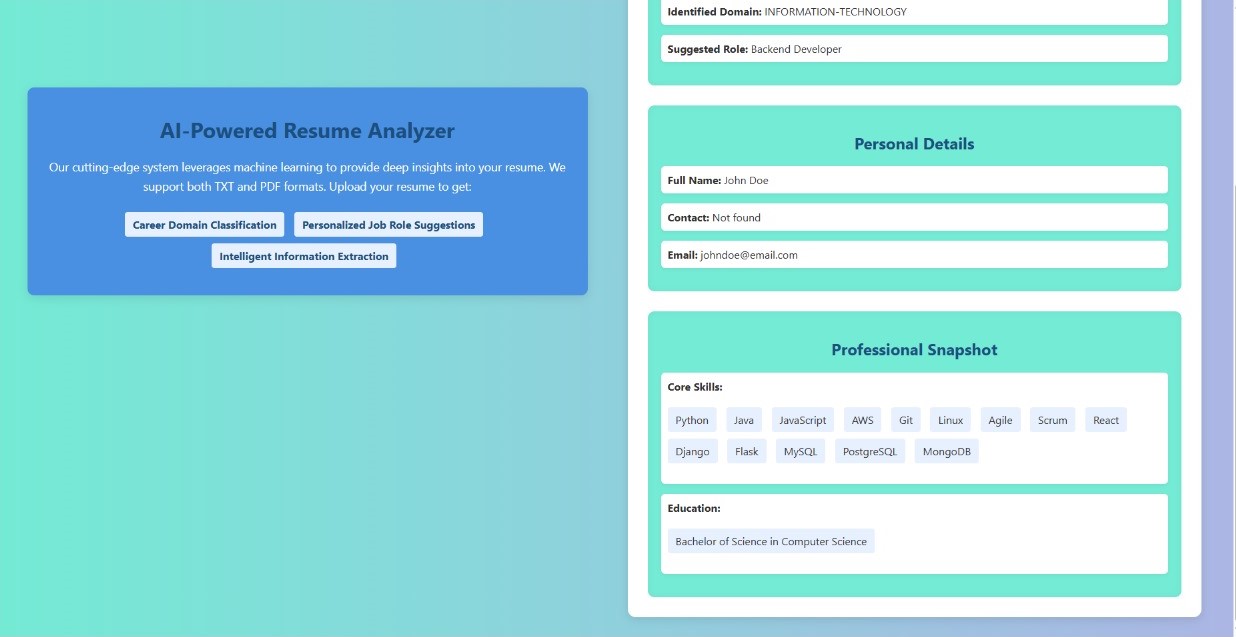 AI-Powered Resume Analyzer
Our cutting-edge system leverages machine learning to provide deep insights into your resume. We
support both TXT and PDF formats. Upload your resume to get:
Career Domain Classification Personalized Job Role Suggestions
Intelligent Information Extraction
Identified Domain: INFORMATION-TECHNOLOGY
Suggested Role: Backend Developer
Personal Details
Full Name: John Doe
Contact: Not found
Email: johndoe@email.com
Professional Snapshot
Core Skills:
Python Java JavaScript AWS Git Linux Agile Scrum React
Django Flask MySQL PostgreSQL MongoDB
Education:
Bachelor of Science in Computer Science